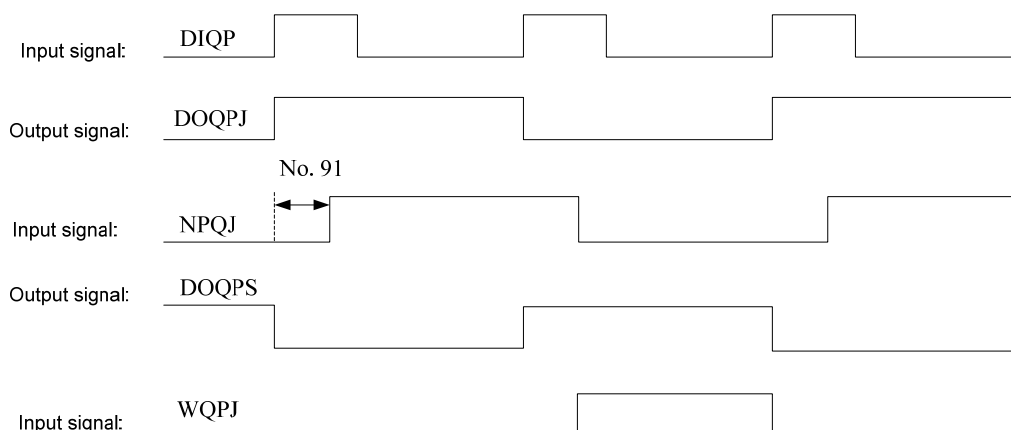 Input signal: DIQP
Output signal: DOQPJ
No. 91
Input signal: NPQJ
Output signal: DOQPS
Input signal: WQPJ